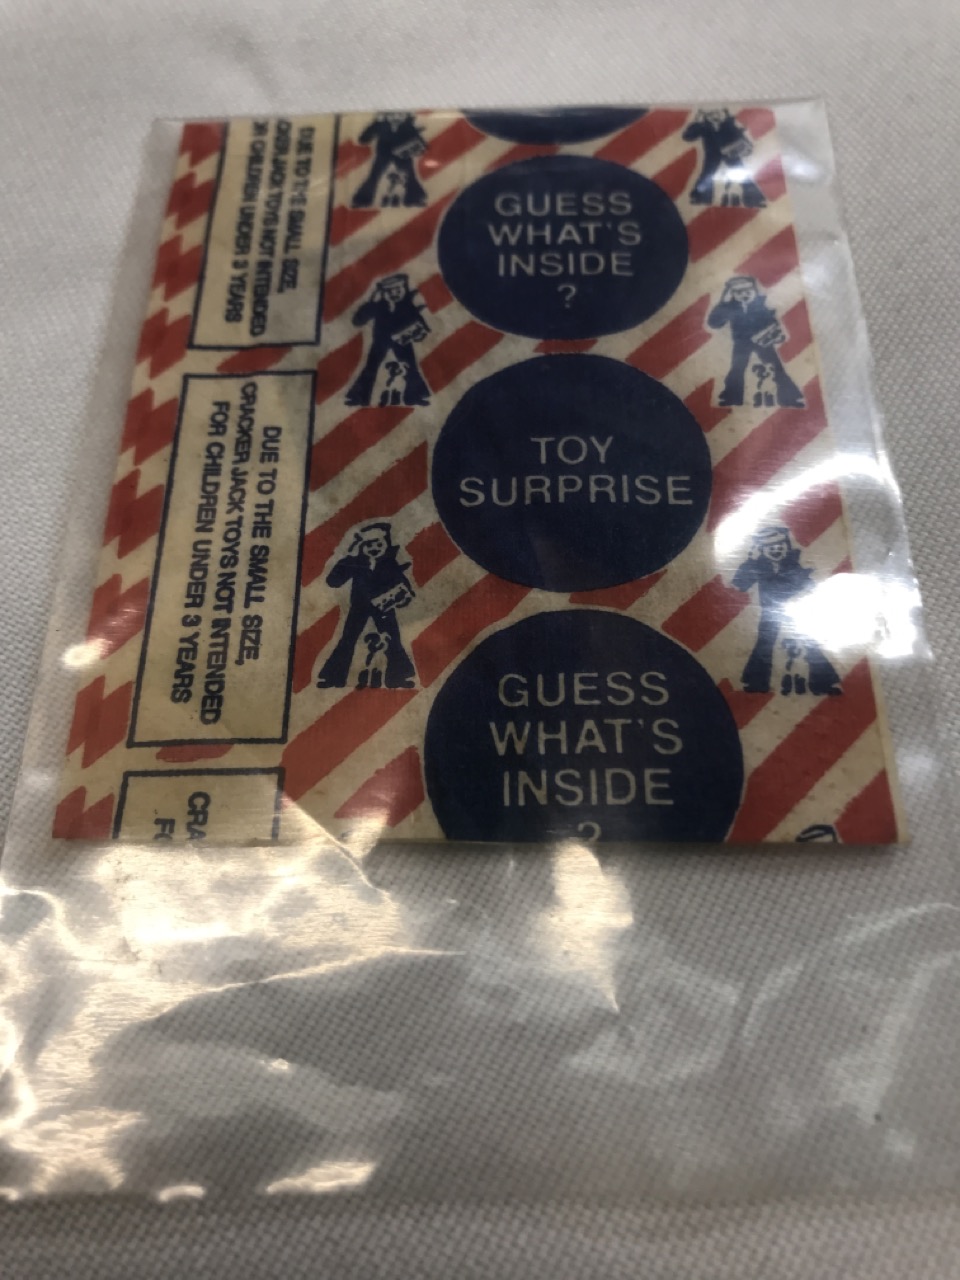 DUE TO THE SMALL SIZE,
CRACKER JACK TOYS NOT INTENDED
FOR CHILDREN UNDER 3 YEARS
DUE TO THE SMALL SIZE,
CRACKER JACK TOYS NOT INTENDED
FOR CHILDREN UNDER 3 YEARS
CRA
FO
GUESS
WHAT'S
INSIDE
?
TOY
SURPRISE
GUESS
WHAT'S
INSIDE
?